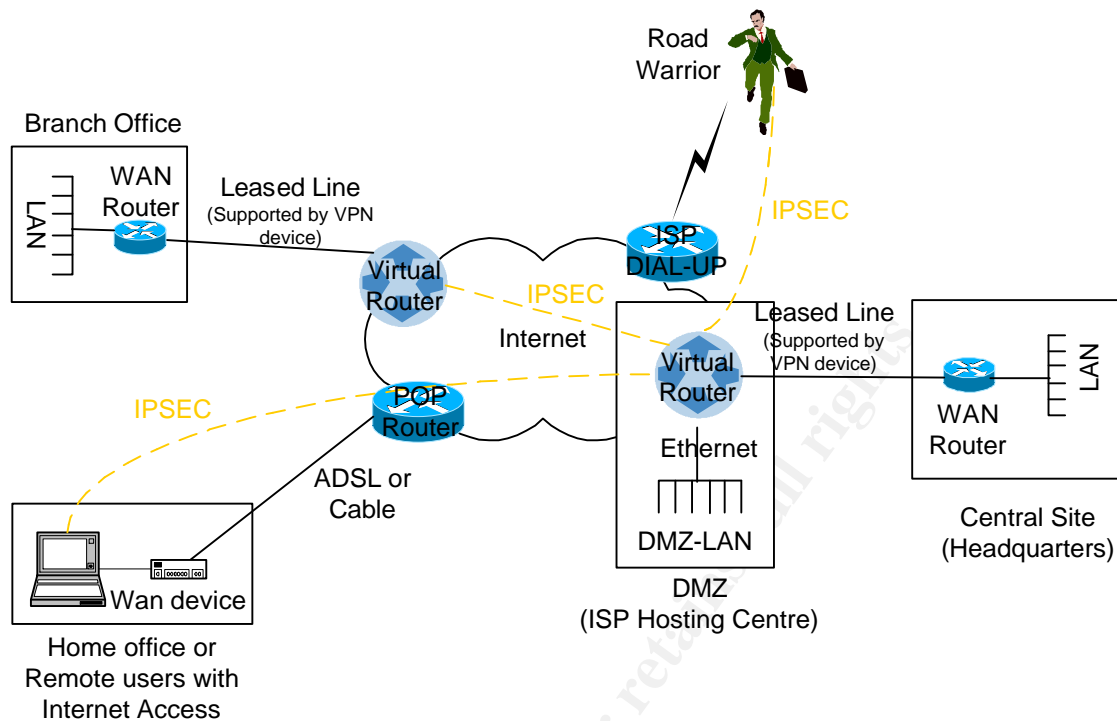 Road
Warrior
Branch Office
WAN
Router
LAN
Leased Line
(Supported by VPN
device)
IPSEC
ISP
DIAL-UP
Virtual
Router
IPSEC
Internet
Leased Line
(Supported by
VPN device)
Virtual
Router
LAN
WAN
Router
IPSEC
POP
Router
Ethernet
ADSL or
Cable
DMZ-LAN
Central Site
(Headquarters)
DMZ
(ISP Hosting Centre)
Wan device
Home office or
Remote users with
Internet Access
retains all rights